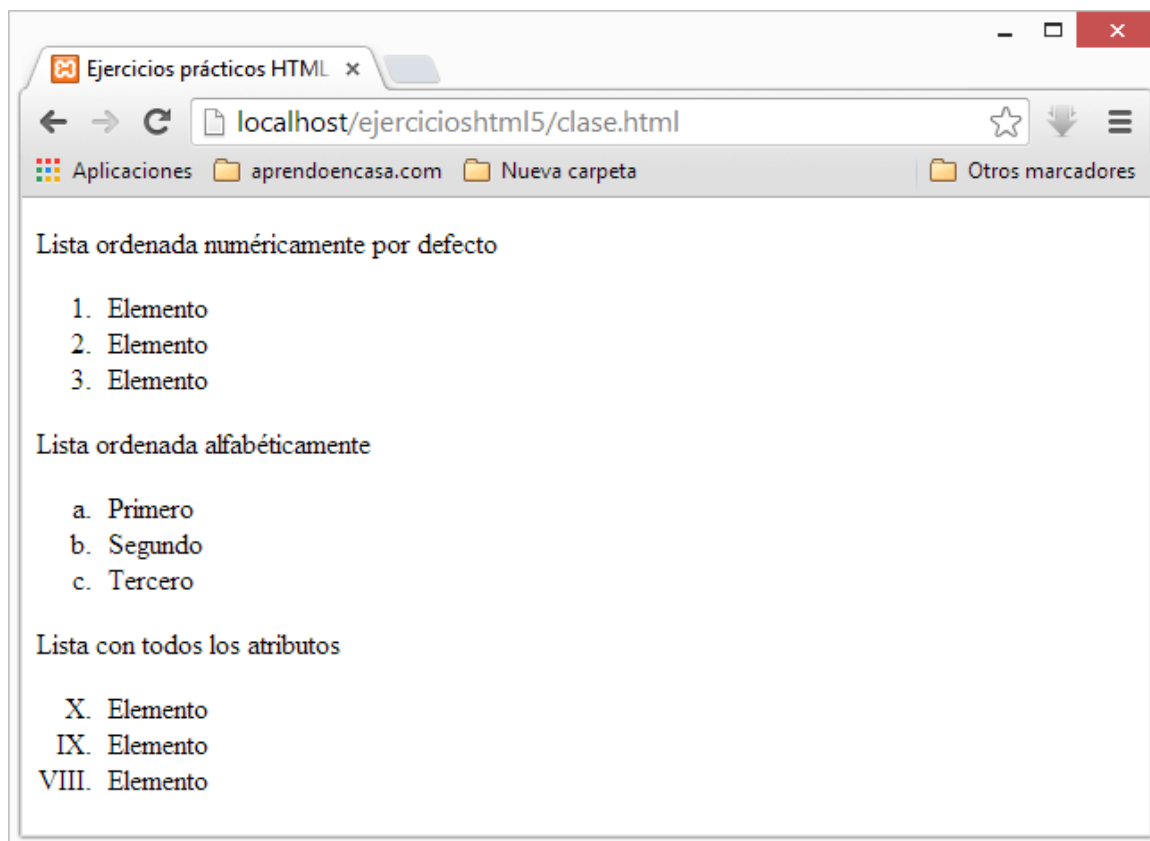 Ejercicios prácticos HTML
localhost/ejercicioshtml5/clase.html
Aplicaciones aprendoencasa.com Nueva carpeta Otros marcadores
Lista ordenada numéricamente por defecto
1. Elemento
2. Elemento
3. Elemento
Lista ordenada alfabéticamente
a. Primero
b. Segundo
c. Tercero
Lista con todos los atributos
X. Elemento
IX. Elemento
VIII. Elemento